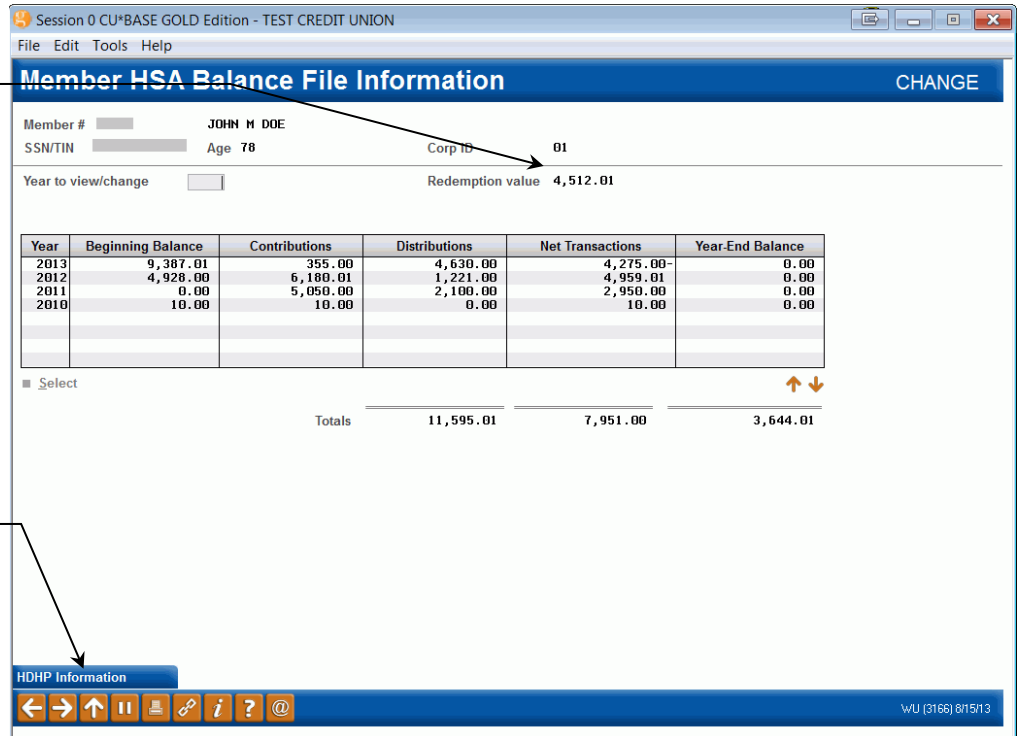 Session 0 CU*BASE GOLD Edition - TEST CREDIT UNION
File Edit Tools Help
Member HSA Balance File Information CHANGE
Member # JOHN M DOE
SSN/TIN Age 78 Corp ID 01
Year to view/change Redemption value 4,512.01
Year Beginning Balance Contributions Distributions Net Transactions Year-End Balance
2013 9,387.01 355.00 4,630.00 4,275.00- 0.00
2012 4,928.00 6,180.01 1,221.00 4,959.01 0.00
2011 0.00 5,050.00 2,100.00 2,950.00 0.00
2010 10.00 10.00 0.00 10.00 0.00
Select
Totals 11,595.01 7,951.00 3,644.01
HDHP Information
i ? @
WU (3166) 8/15/13